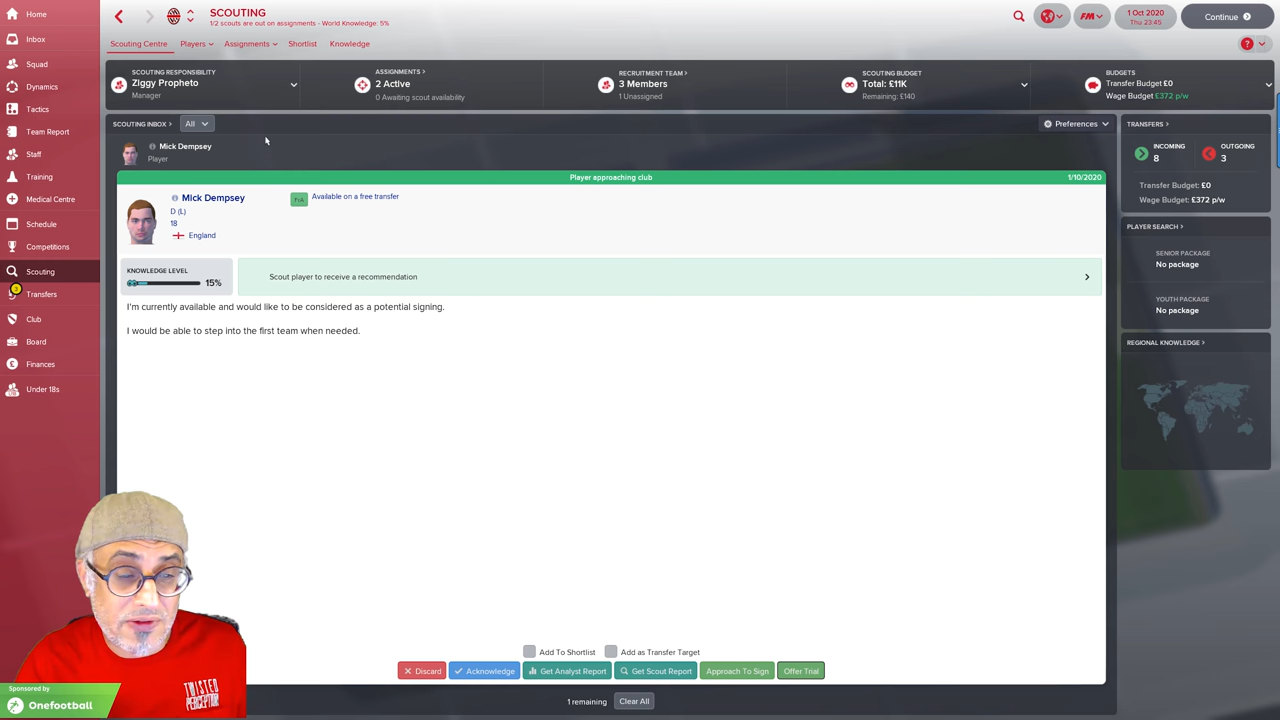 Home
Inbox
Squad
Dynamics
Tactics
Team Report
Staff
Training
Medical Centre
Schedule
Competitions
Scouting
3
Transfers
Club
Board
Finances
Under 18s
SCOUTING
1/2 scouts are out on assignments - World Knowledge: 5%
FM
1 Oct 2020
Thu 23:45
Continue
Scouting Centre
Players
Assignments
Shortlist
Knowledge
?
SCOUTING RESPONSIBILITY
Ziggy Propheto
Manager
ASSIGNMENTS >
2 Active
0 Awaiting scout availability
RECRUITMENT TEAM >
3 Members
1 Unassigned
SCOUTING BUDGET
Total: £11K
Remaining: £140
BUDGETS
Transfer Budget £0
Wage Budget £372 p/w
SCOUTING INBOX >
All
Preferences
Mick Dempsey
Player
Player approaching club
1/10/2020
Mick Dempsey
D (L)
18
England
FrA
Available on a free transfer
KNOWLEDGE LEVEL
15%
Scout player to receive a recommendation
I'm currently available and would like to be considered as a potential signing.
I would be able to step into the first team when needed.
Add To Shortlist
Add as Transfer Target
Discard
Acknowledge
Get Analyst Report
Get Scout Report
Approach To Sign
Offer Trial
1 remaining
Clear All
TRANSFERS >
INCOMING
8
OUTGOING
3
Transfer Budget: £0
Wage Budget: £372 p/w
PLAYER SEARCH >
SENIOR PACKAGE
No package
YOUTH PACKAGE
No package
REGIONAL KNOWLEDGE >
TWISTED
PERCEPTION
Sponsored by
Onefootball